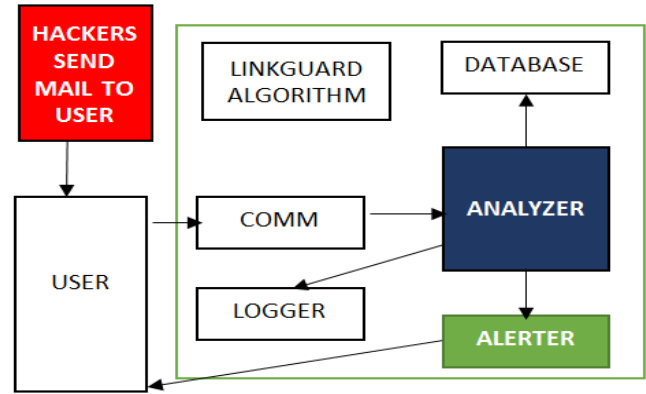 HACKERS
SEND
MAIL TO
USER
LINKGUARD
ALGORITHM
DATABASE
USER
COMM
ANALYZER
LOGGER
ALERTER